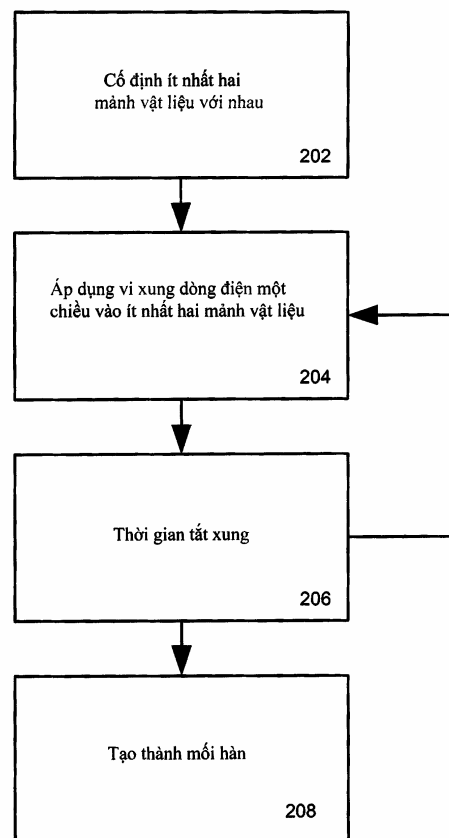 Cố định ít nhất hai
mảnh vật liệu với nhau
202
Áp dụng vi xung dòng điện một
chiều vào ít nhất hai mảnh vật liệu
204
Thời gian tắt xung
206
Tạo thành mối hàn
208